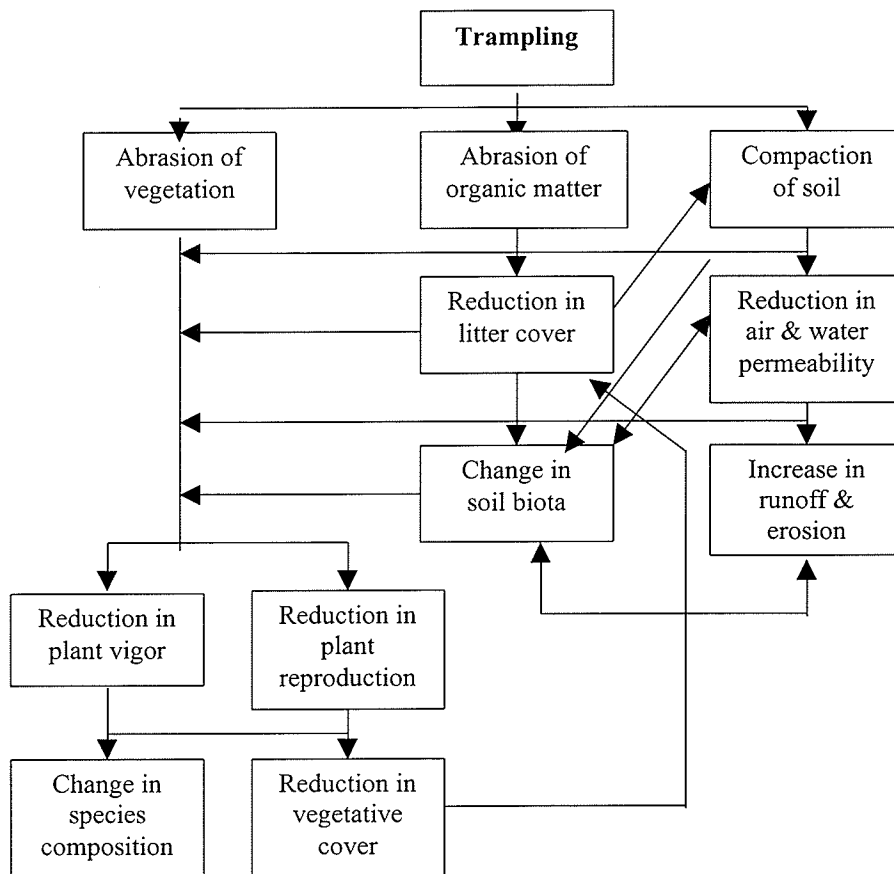 Trampling
Abrasion of
vegetation
Abrasion of
organic matter
Compaction
of soil
Reduction in
litter cover
Reduction in
air & water
permeability
Change in
soil biota
Increase in
runoff &
erosion
Reduction in
plant vigor
Reduction in
plant
reproduction
Change in
species
composition
Reduction in
vegetative
cover